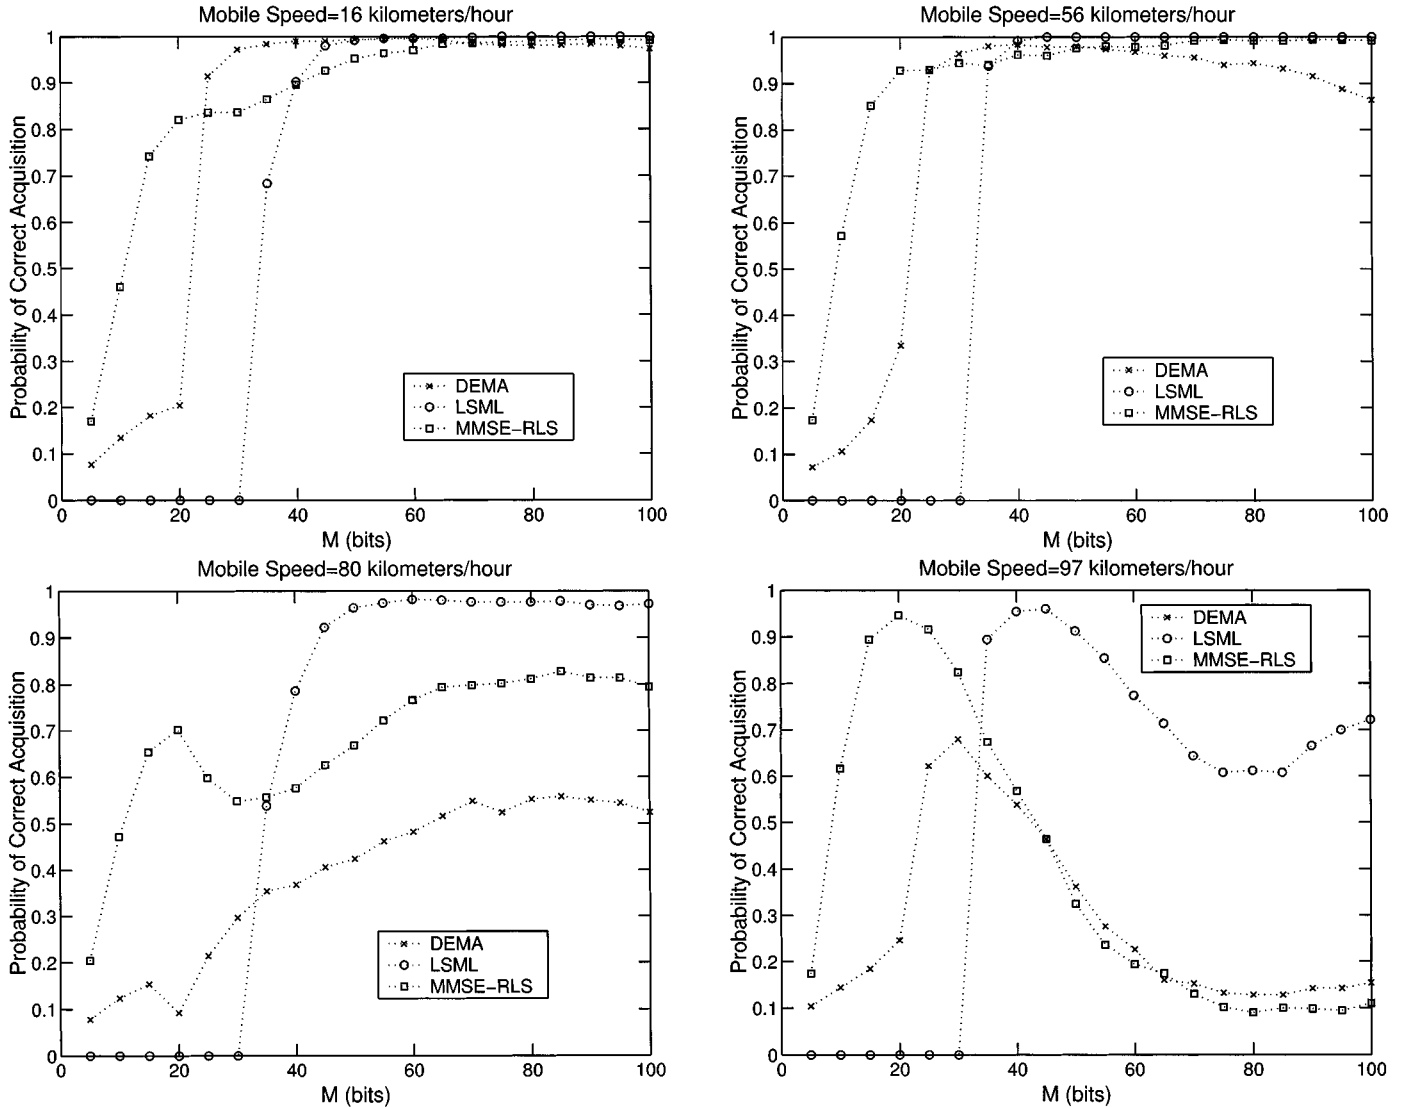 Mobile Speed=16 kilometers/hour
Probability of Correct Acquisition
1
0.9
0.8
0.7
0.6
0.5
0.4
0.3
0.2
0.1
0
DEMA
LSML
MMSE-RLS
0 20 40 60 80 100
M (bits)
Mobile Speed=56 kilometers/hour
Probability of Correct Acquisition
1
0.9
0.8
0.7
0.6
0.5
0.4
0.3
0.2
0.1
0
DEMA
LSML
MMSE-RLS
0 20 40 60 80 100
M (bits)
Mobile Speed=80 kilometers/hour
Probability of Correct Acquisition
1
0.9
0.8
0.7
0.6
0.5
0.4
0.3
0.2
0.1
0
DEMA
LSML
MMSE-RLS
0 20 40 60 80 100
M (bits)
Mobile Speed=97 kilometers/hour
Probability of Correct Acquisition
1
0.9
0.8
0.7
0.6
0.5
0.4
0.3
0.2
0.1
0
DEMA
LSML
MMSE-RLS
0 20 40 60 80 100
M (bits)